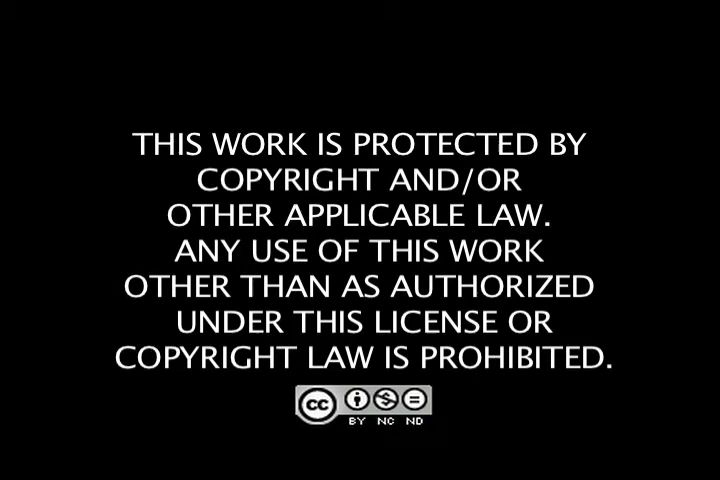 THIS WORK IS PROTECTED BY
COPYRIGHT AND/OR
OTHER APPLICABLE LAW.
ANY USE OF THIS WORK
OTHER THAN AS AUTHORIZED
UNDER THIS LICENSE OR
COPYRIGHT LAW IS PROHIBITED.
cc
BY NC ND